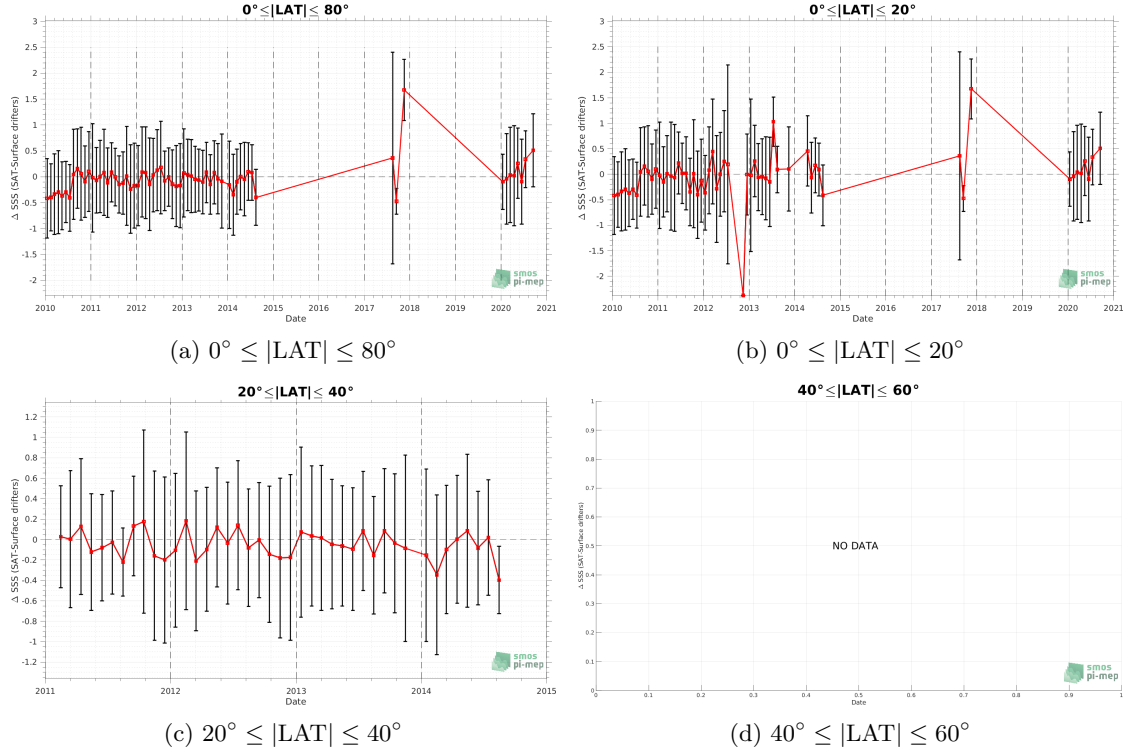 0°≤|LAT|≤ 80°
Δ SSS (SAT-Surface drifters)
3
2.5
2
1.5
1
0.5
0
-0.5
-1
-1.5
-2
2010 2011 2012 2013 2014 2015 2016 2017 2018 2019 2020 2021
Date
smos
pi-mep
(a) 0° ≤ |LAT| ≤ 80°
0°≤|LAT|≤ 20°
Δ SSS (SAT-Surface drifters)
3
2.5
2
1.5
1
0.5
0
-0.5
-1
-1.5
-2
2010 2011 2012 2013 2014 2015 2016 2017 2018 2019 2020 2021
Date
smos
pi-mep
(b) 0° ≤ |LAT| ≤ 20°
20°≤|LAT|≤ 40°
Δ SSS (SAT-Surface drifters)
1.2
1
0.8
0.6
0.4
0.2
0
-0.2
-0.4
-0.6
-0.8
-1
-1.2
2011 2012 2013 2014 2015
Date
smos
pi-mep
(c) 20° ≤ |LAT| ≤ 40°
40°≤|LAT|≤ 60°
Δ SSS (SAT-Surface drifters)
1
0.9
0.8
0.7
0.6
0.5
0.4
0.3
0.2
0.1
0
NO DATA
0 0.1 0.2 0.3 0.4 0.5 0.6 0.7 0.8 0.9 1
Date
smos
pi-mep
(d) 40° ≤ |LAT| ≤ 60°